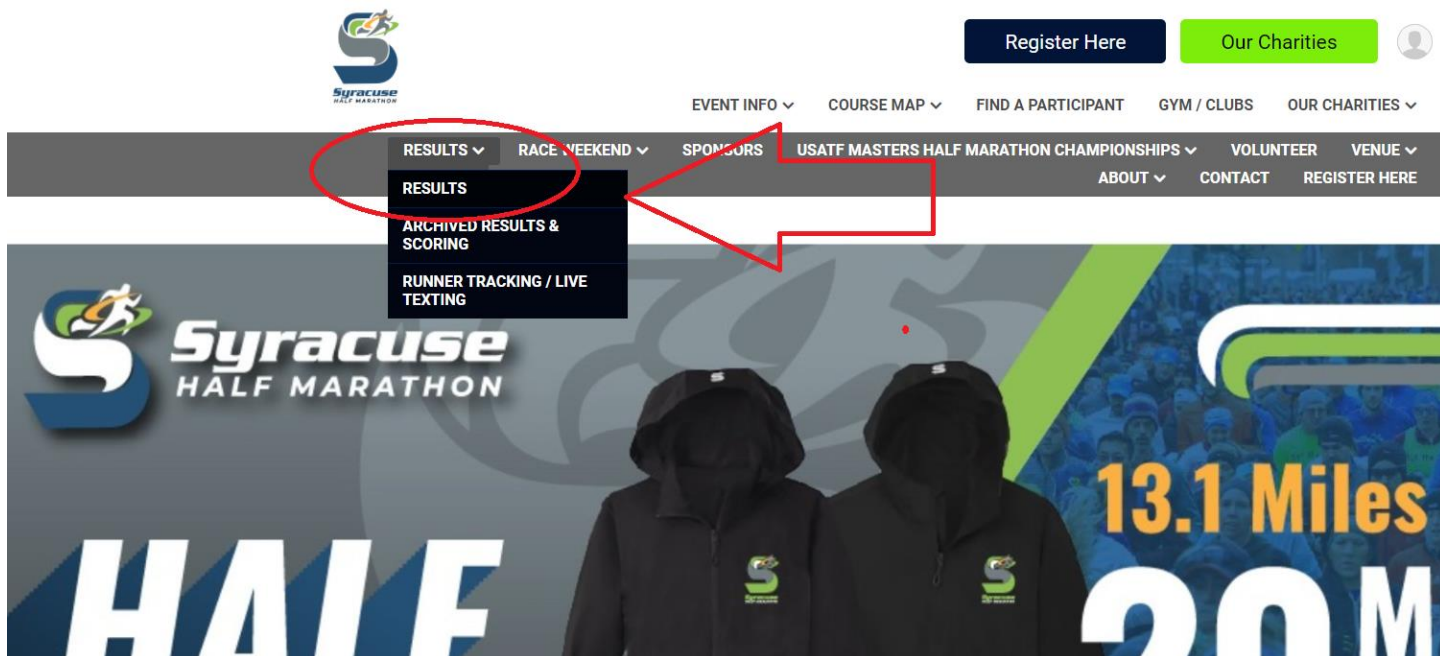 Syracuse
HALF MARATHON
Register Here
Our Charities
EVENT INFO
COURSE MAP
FIND A PARTICIPANT
GYM / CLUBS
OUR CHARITIES
RESULTS
RACE WEEKEND
SPONSORS
USATF MASTERS HALF MARATHON CHAMPIONSHIPS
VOLUNTEER
VENUE
ABOUT
CONTACT
REGISTER HERE
RESULTS
ARCHIVED RESULTS &
SCORING
RUNNER TRACKING / LIVE
TEXTING
Syracuse
HALF MARATHON
13.1 Miles
HALF
20 M